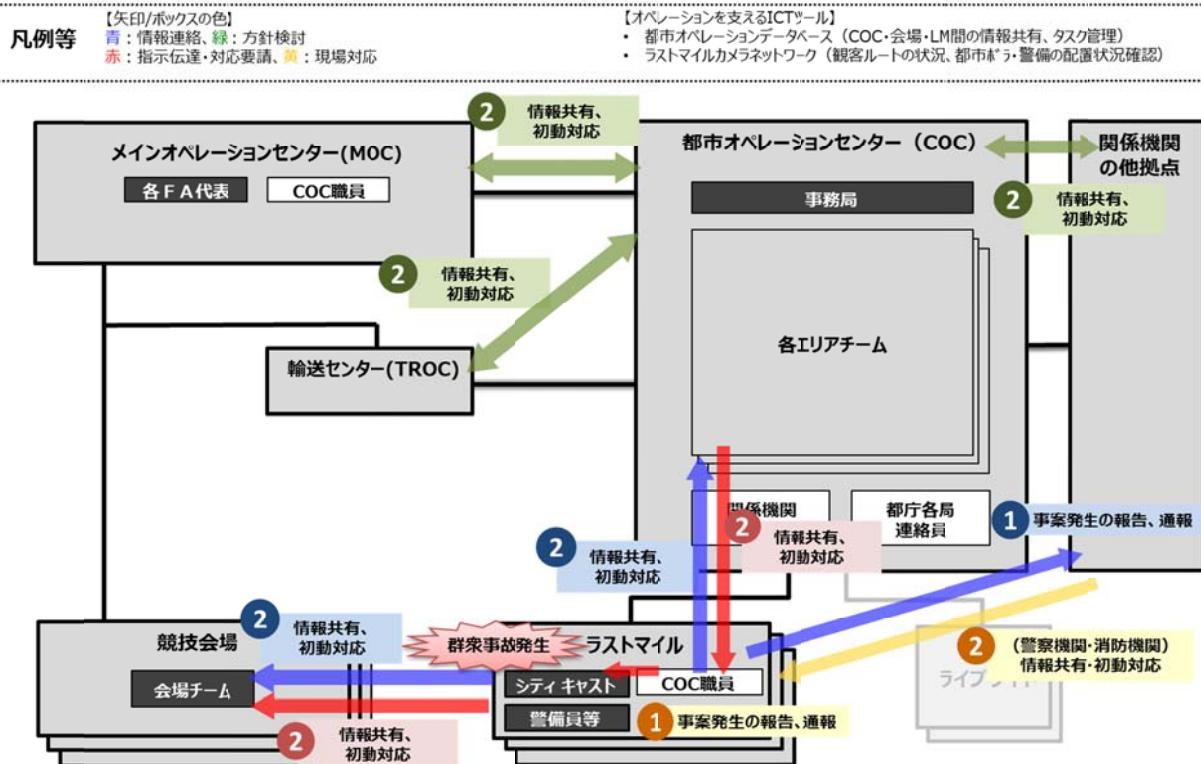 凡例等
【矢印/ボックスの色】
青：情報連絡、緑：方針検討
赤：指示伝達・対応要請、黄：現場対応
【オペレーションを支えるICTツール】
• 都市オペレーションデータベース（COC・会場・LM間の情報共有、タスク管理）
• ラストマイルカメラネットワーク（観客ルートの状況、都市ボラ・警備の配置状況確認）
メインオペレーションセンター(MOC)
各ＦＡ代表
COC職員
2
情報共有、
初動対応
都市オペレーションセンター（COC）
事務局
各エリアチーム
関係機関
の他拠点
2
情報共有、
初動対応
2
情報共有、
初動対応
輸送センター(TROC)
関係機関
都庁各局
連絡員
1
事案発生の報告、通報
2
情報共有、
初動対応
2
情報共有、
初動対応
競技会場
会場チーム
2
情報共有、
初動対応
群衆事故発生
ラストマイル
シティ キャスト
COC職員
警備員等
1
事案発生の報告、通報
2
（警察機関・消防機関）
情報共有・初動対応
2
情報共有、
初動対応